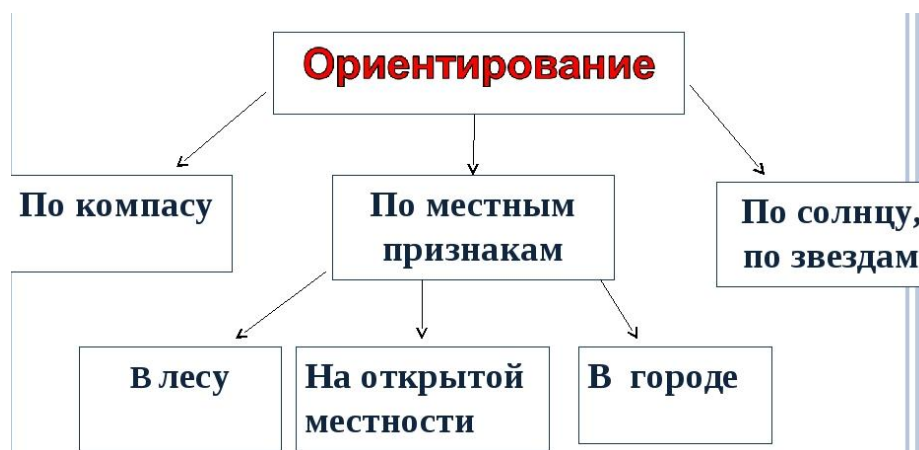 Ориентирование
По компасу
По местным
признакам
По солнцу,
по звездам
В лесу
На открытой
местности
В городе